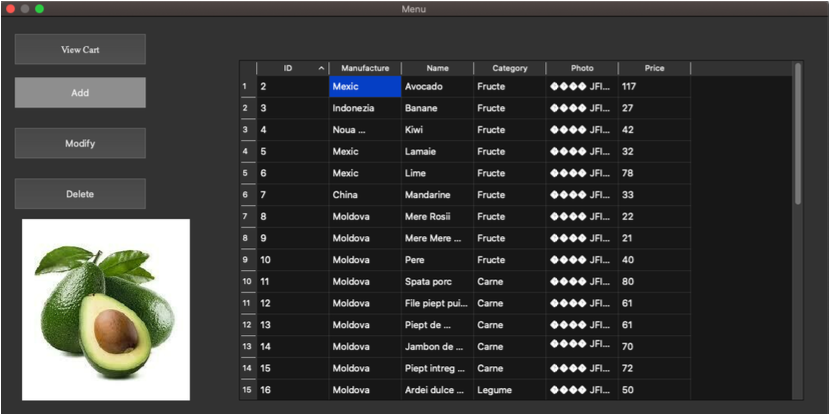 Menu
View Cart
Add
Modify
Delete
ID Manufacture Name Category Photo Price
1 2 Mexic Avocado Fructe ���� JFI... 117
2 3 Indonezia Banane Fructe ���� JFI... 27
3 4 Noua ... Kiwi Fructe ���� JFI... 42
4 5 Mexic Lamaie Fructe ���� JFI... 32
5 6 Mexic Lime Fructe ���� JFI... 78
6 7 China Mandarine Fructe ���� JFI... 33
7 8 Moldova Mere Rosii Fructe ���� JFI... 22
8 9 Moldova Mere Mere ... Fructe ���� JFI... 21
9 10 Moldova Pere Fructe ���� JFI... 40
10 11 Moldova Spata porc Carne ���� JFI... 80
11 12 Moldova File piept pui... Carne ���� JFI... 61
12 13 Moldova Piept de ... Carne ���� JFI... 61
13 14 Moldova Jambon de ... Carne ���� JFI... 70
14 15 Moldova Piept intreg ... Carne ���� JFI... 72
15 16 Moldova Ardei dulce ... Legume ���� JFI... 50